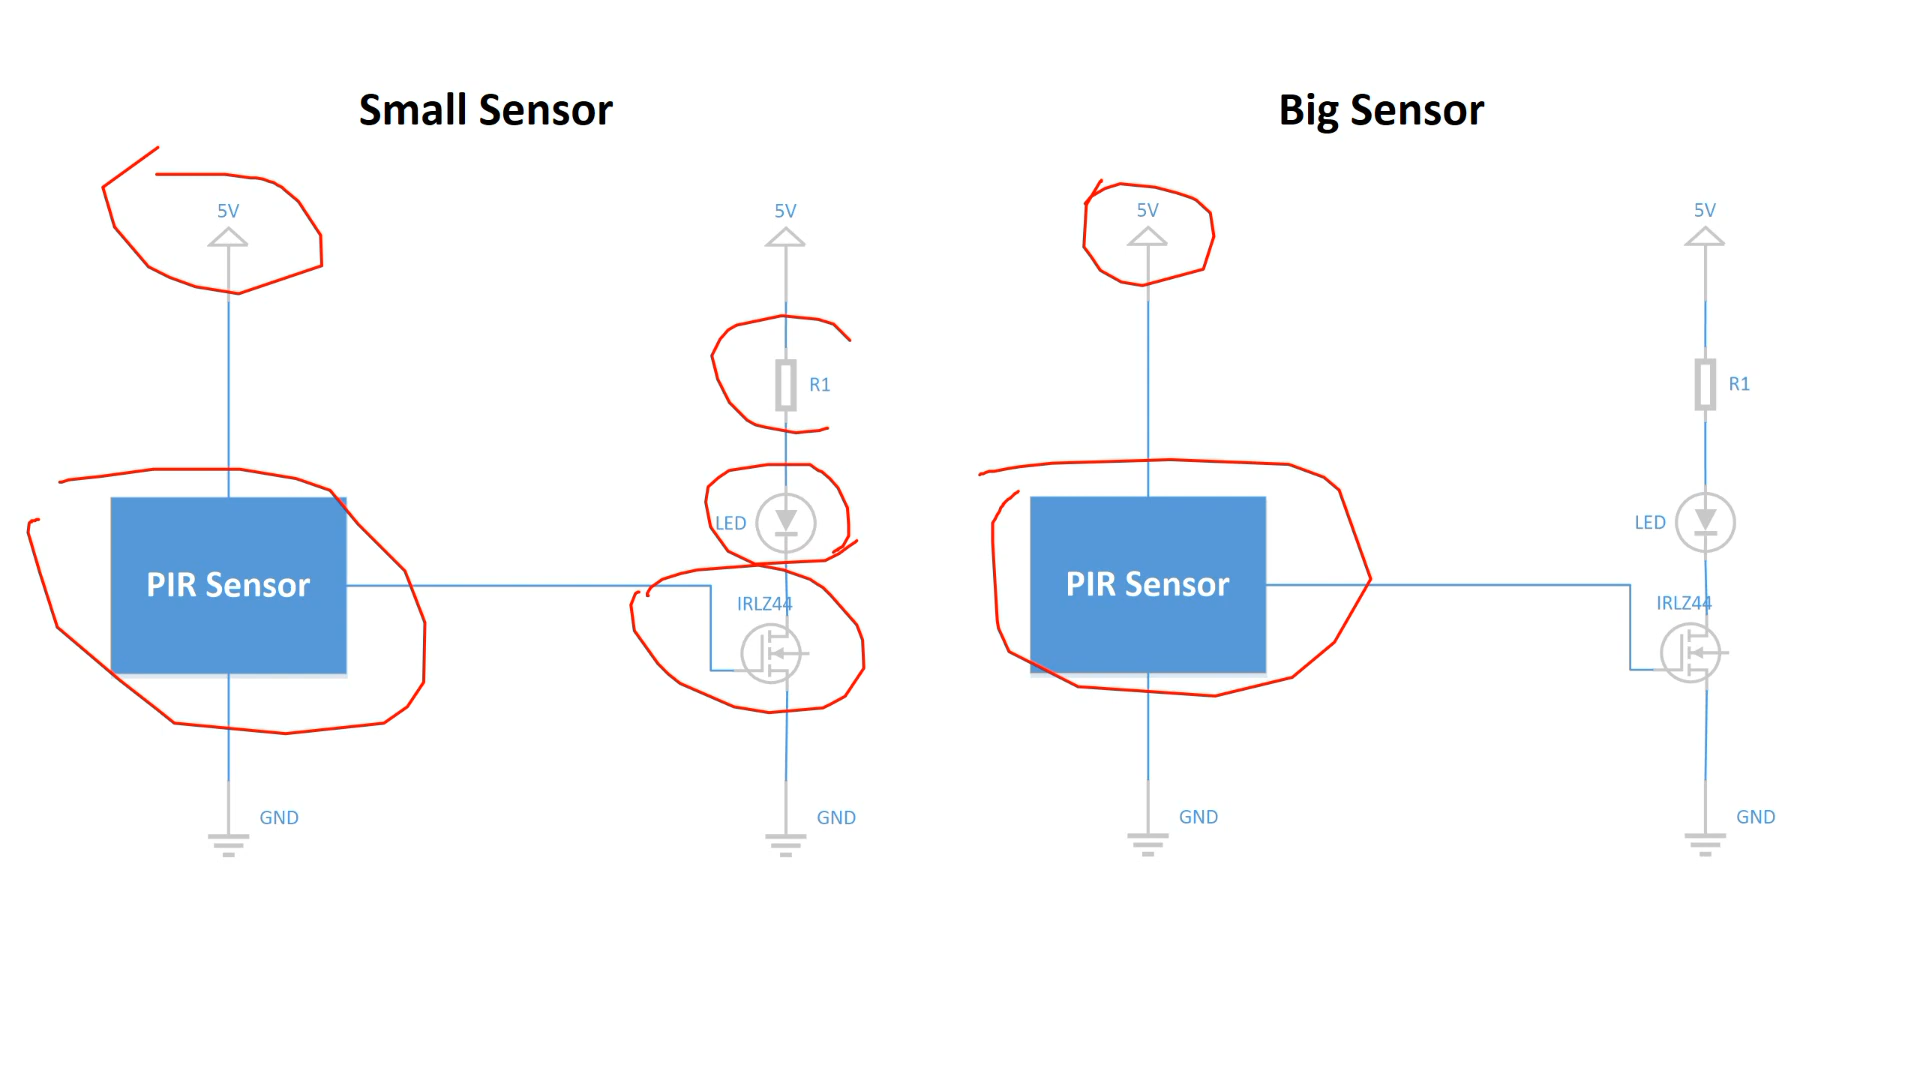 Small Sensor
5V
5V
R1
LED
PIR Sensor
IRLZ44
GND
GND
Big Sensor
5V
5V
R1
LED
PIR Sensor
IRLZ44
GND
GND